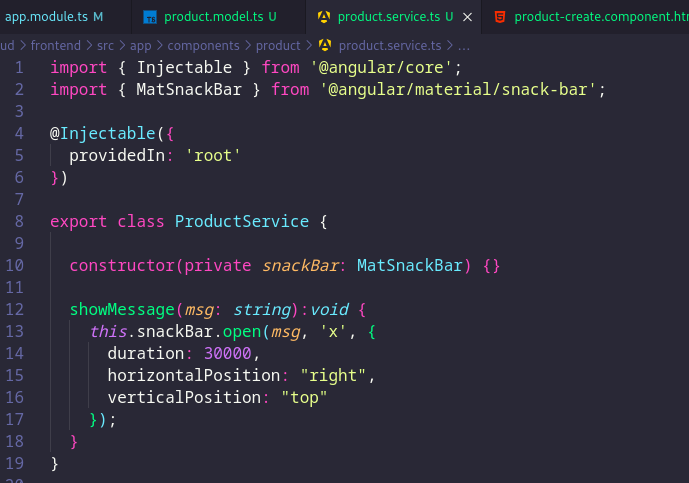 app.module.ts M product.model.ts U product.service.ts U product-create.component.ht
ud > frontend > src > app > components > product > product.service.ts > ...
1 import { Injectable } from '@angular/core';
2 import { MatSnackBar } from '@angular/material/snack-bar';
3
4 @Injectable({
5   providedIn: 'root'
6 })
7
8 export class ProductService {
9
10   constructor(private snackBar: MatSnackBar) {}
11
12   showMessage(msg: string):void {
13     this.snackBar.open(msg, 'x', {
14       duration: 30000,
15       horizontalPosition: "right",
16       verticalPosition: "top"
17     });
18   }
19 }